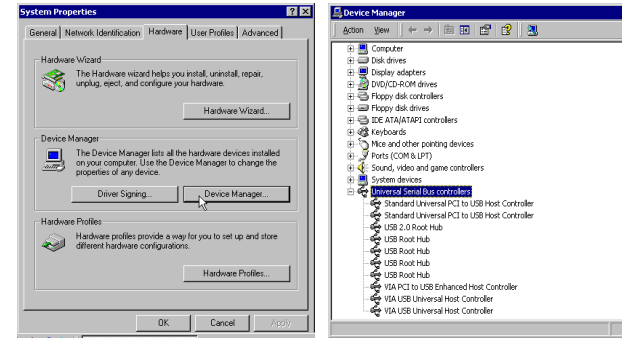 System Properties
General
Network Identification
Hardware
User Profiles
Advanced
Hardware Wizard
The Hardware wizard helps you install, uninstall, repair,
unplug, eject, and configure your hardware.
Hardware Wizard...
Device Manager
The Device Manager lists all the hardware devices installed
on your computer. Use the Device Manager to change the
properties of any device.
Driver Signing...
Device Manager...
Hardware Profiles
Hardware profiles provide a way for you to set up and store
different hardware configurations.
Hardware Profiles...
OK
Cancel
Apply
Device Manager
Action View
Computer
Disk drives
Display adapters
DVD/CD-ROM drives
Floppy disk controllers
Floppy disk drives
IDE ATA/ATAPI controllers
Keyboards
Mice and other pointing devices
Ports (COM & LPT)
Sound, video and game controllers
System devices
Universal Serial Bus controllers
Standard Universal PCI to USB Host Controller
Standard Universal PCI to USB Host Controller
USB 2.0 Root Hub
USB Root Hub
USB Root Hub
USB Root Hub
USB Root Hub
VIA PCI to USB Enhanced Host Controller
VIA USB Universal Host Controller
VIA USB Universal Host Controller